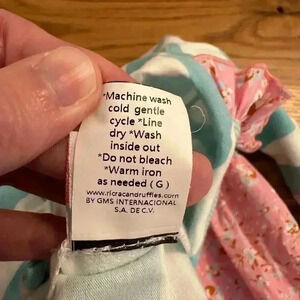 *Machine wash
cold gentle
cycle *Line
dry *Wash
inside out
*Do not bleach
*Warm iron
as needed ( G )
www.ricracandruffles.com
BY GMS INTERNACIONAL
S.A. DE C.V.